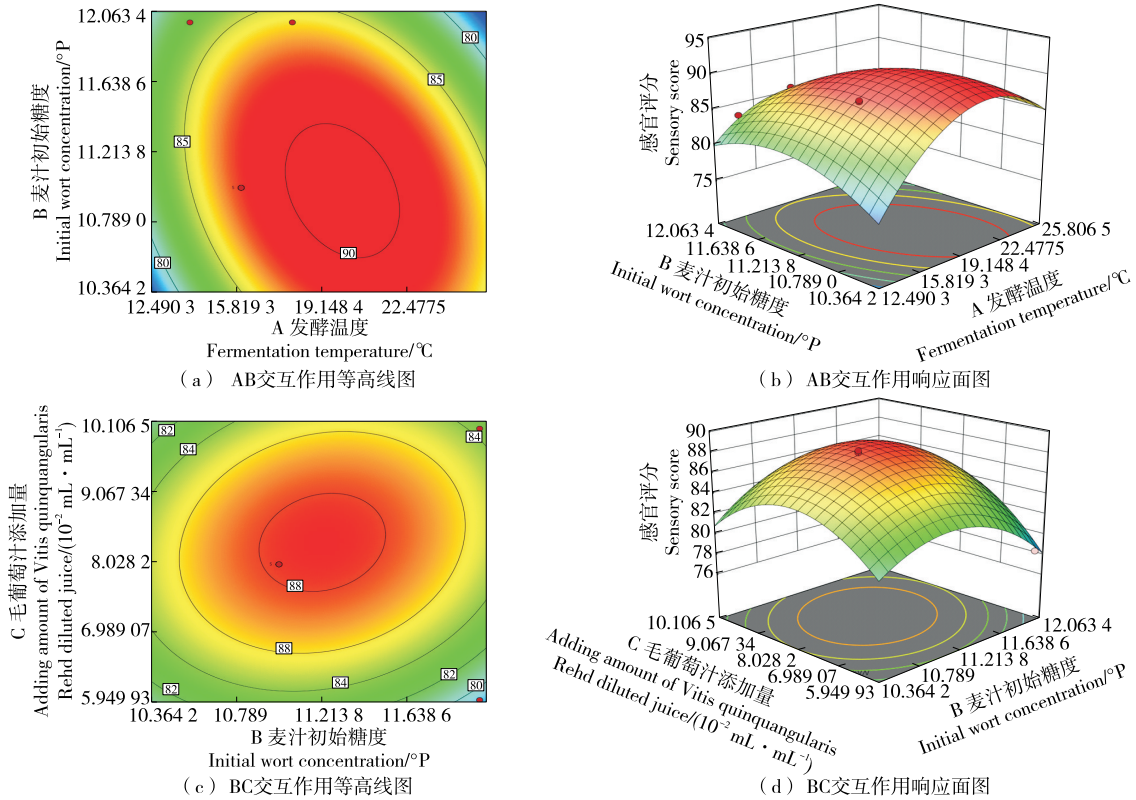 12.063 4
11.638 6
11.213 8
10.789 0
10.364 2
B 麦汁初始糖度
Initial wort concentration/°P
80
85
85
80
90
12.490 3 15.819 3 19.148 4 22.4775
A 发酵温度
Fermentation temperature/℃
(a) AB交互作用等高线图
95
90
85
80
75
感官评分
Sensory score
12.063 4
11.638 6
11.213 8
10.789 0
10.364 2
B 麦汁初始糖度
Initial wort concentration/°P
25.806 5
22.4775
19.148 4
15.819 3
12.490 3
A 发酵温度
Fermentation temperature/℃
(b) AB交互作用响应面图
10.106 5
9.067 34
8.028 2
6.989 07
5.949 93
C 毛葡萄汁添加量
Adding amount of Vitis quinquangularis
Rehd diluted juice/(10⁻² mL·mL⁻¹)
82
84
84
88
88
84
82
82
80
10.364 2 10.789 11.213 8 11.638 6
B 麦汁初始糖度
Initial wort concentration/°P
(c) BC交互作用等高线图
90
88
86
84
82
80
78
76
感官评分
Sensory score
10.106 5
9.067 34
8.028 2
6.989 07
5.949 93
C 毛葡萄汁添加量
Adding amount of Vitis quinquangularis
Rehd diluted juice/(10⁻² mL·mL⁻¹)
12.063 4
11.638 6
11.213 8
10.789
10.364 2
B 麦汁初始糖度
Initial wort concentration/°P
(d) BC交互作用响应面图